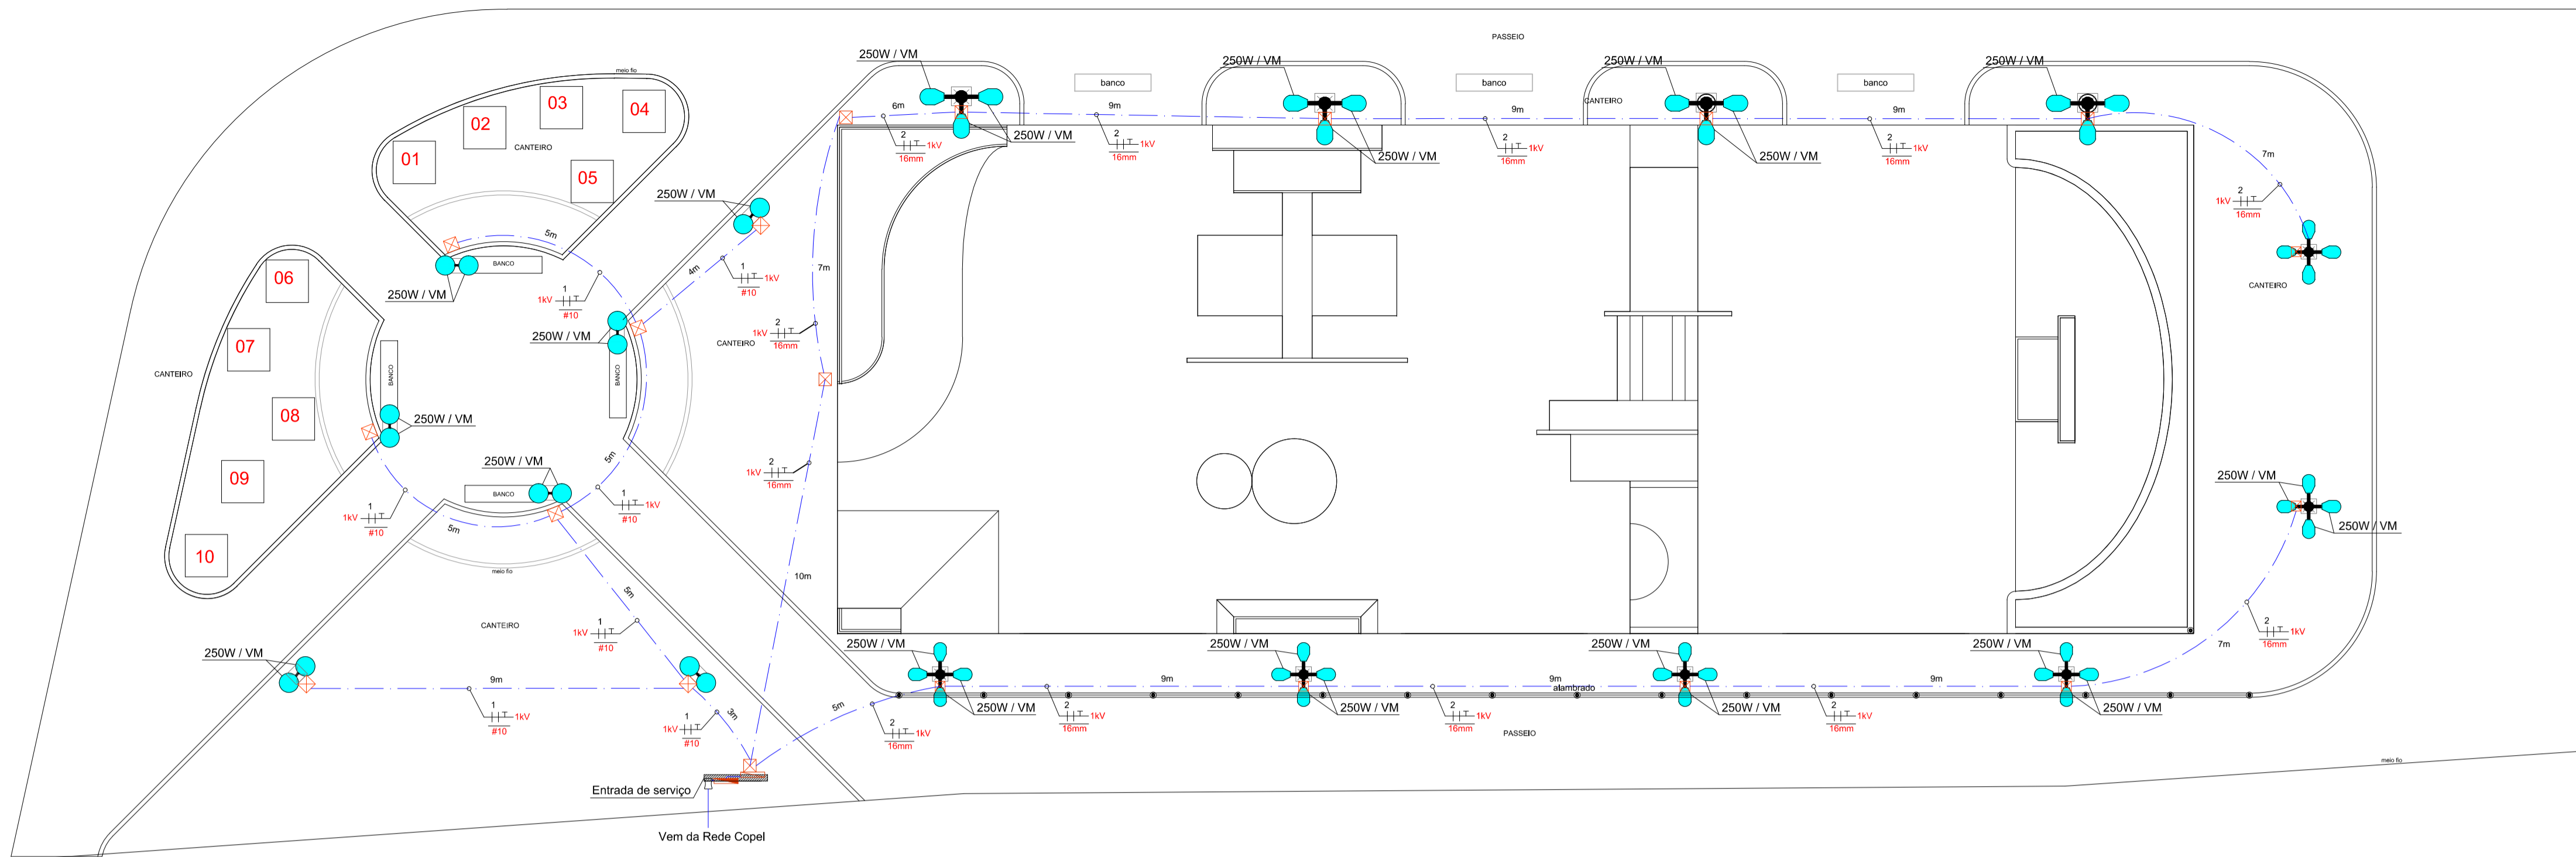 PASSEIO
250W / VM
250W / VM
250W / VM
250W / VM
meio fio
banco
banco
banco
03
04
02
CANTEIRO
6m
9m
9m
9m
2
1kV
16mm
250W / VM
2
1kV
16mm
250W / VM
2
1kV
16mm
250W / VM
2
1kV
16mm
CANTEIRO
01
05
7m
2
1kV
16mm
250W / VM
5m
BANCO
250W / VM
1
1kV
#10
4m
1
1kV
#10
7m
06
CANTEIRO
07
250W / VM
CANTEIRO
2
1kV
16mm
CANTEIRO
BANCO
BANCO
08
250W / VM
09
250W / VM
BANCO
5m
2
1kV
16mm
250W / VM
250W / VM
1
1kV
#10
5m
1
1kV
#10
10
meio fio
10m
5m
CANTEIRO
1
1kV
#10
2
1kV
16mm
7m
250W / VM
250W / VM
250W / VM
250W / VM
250W / VM
9m
1
1kV
#10
1
1kV
#10
3m
5m
9m
9m
9m
alambrado
250W / VM
250W / VM
250W / VM
250W / VM
2
1kV
16mm
2
1kV
16mm
2
1kV
16mm
2
1kV
16mm
PASSEIO
meio fio
Entrada de serviço
Vem da Rede Copel